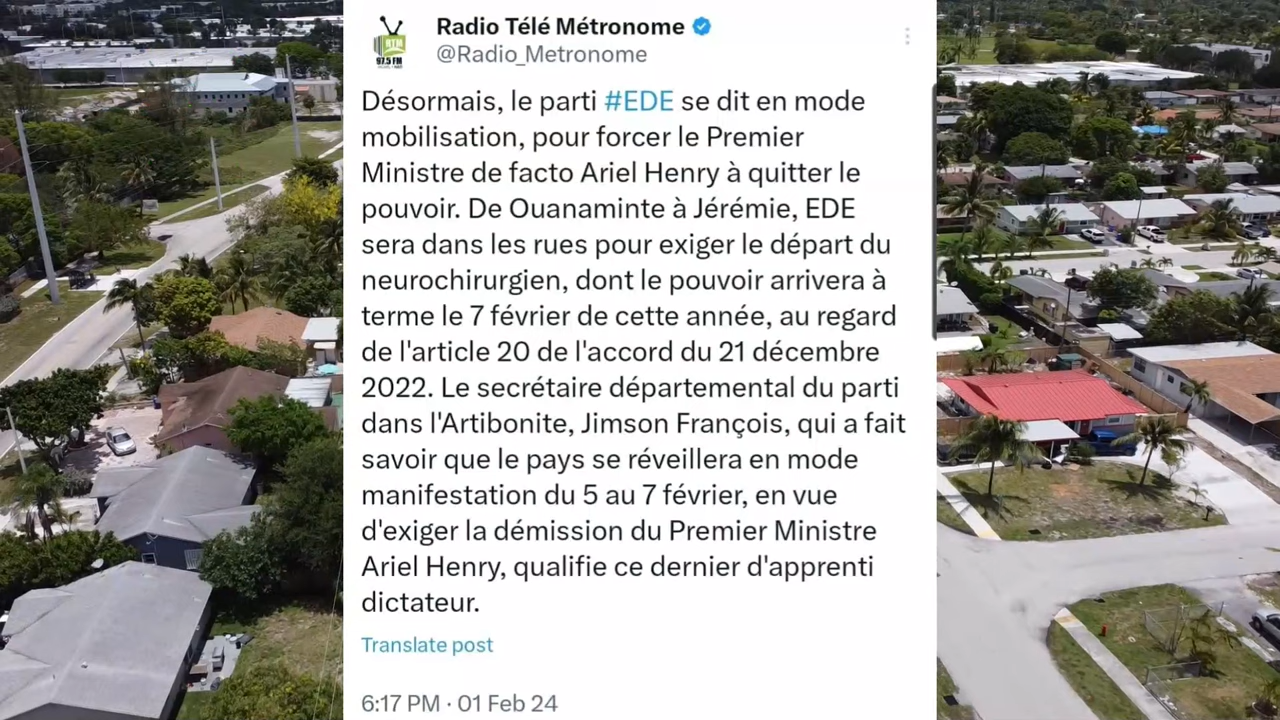 Radio Télé Métronome
@Radio_Metronome
RTM
97.5 FM
Désormais, le parti #EDE se dit en mode
mobilisation, pour forcer le Premier
Ministre de facto Ariel Henry à quitter le
pouvoir. De Ouanaminte à Jérémie, EDE
sera dans les rues pour exiger le départ du
neurochirurgien, dont le pouvoir arrivera à
terme le 7 février de cette année, au regard
de l'article 20 de l'accord du 21 décembre
2022. Le secrétaire départemental du parti
dans l'Artibonite, Jimson François, qui a fait
savoir que le pays se réveillera en mode
manifestation du 5 au 7 février, en vue
d'exiger la démission du Premier Ministre
Ariel Henry, qualifie ce dernier d'apprenti
dictateur.
Translate post
6:17 PM · 01 Feb 24